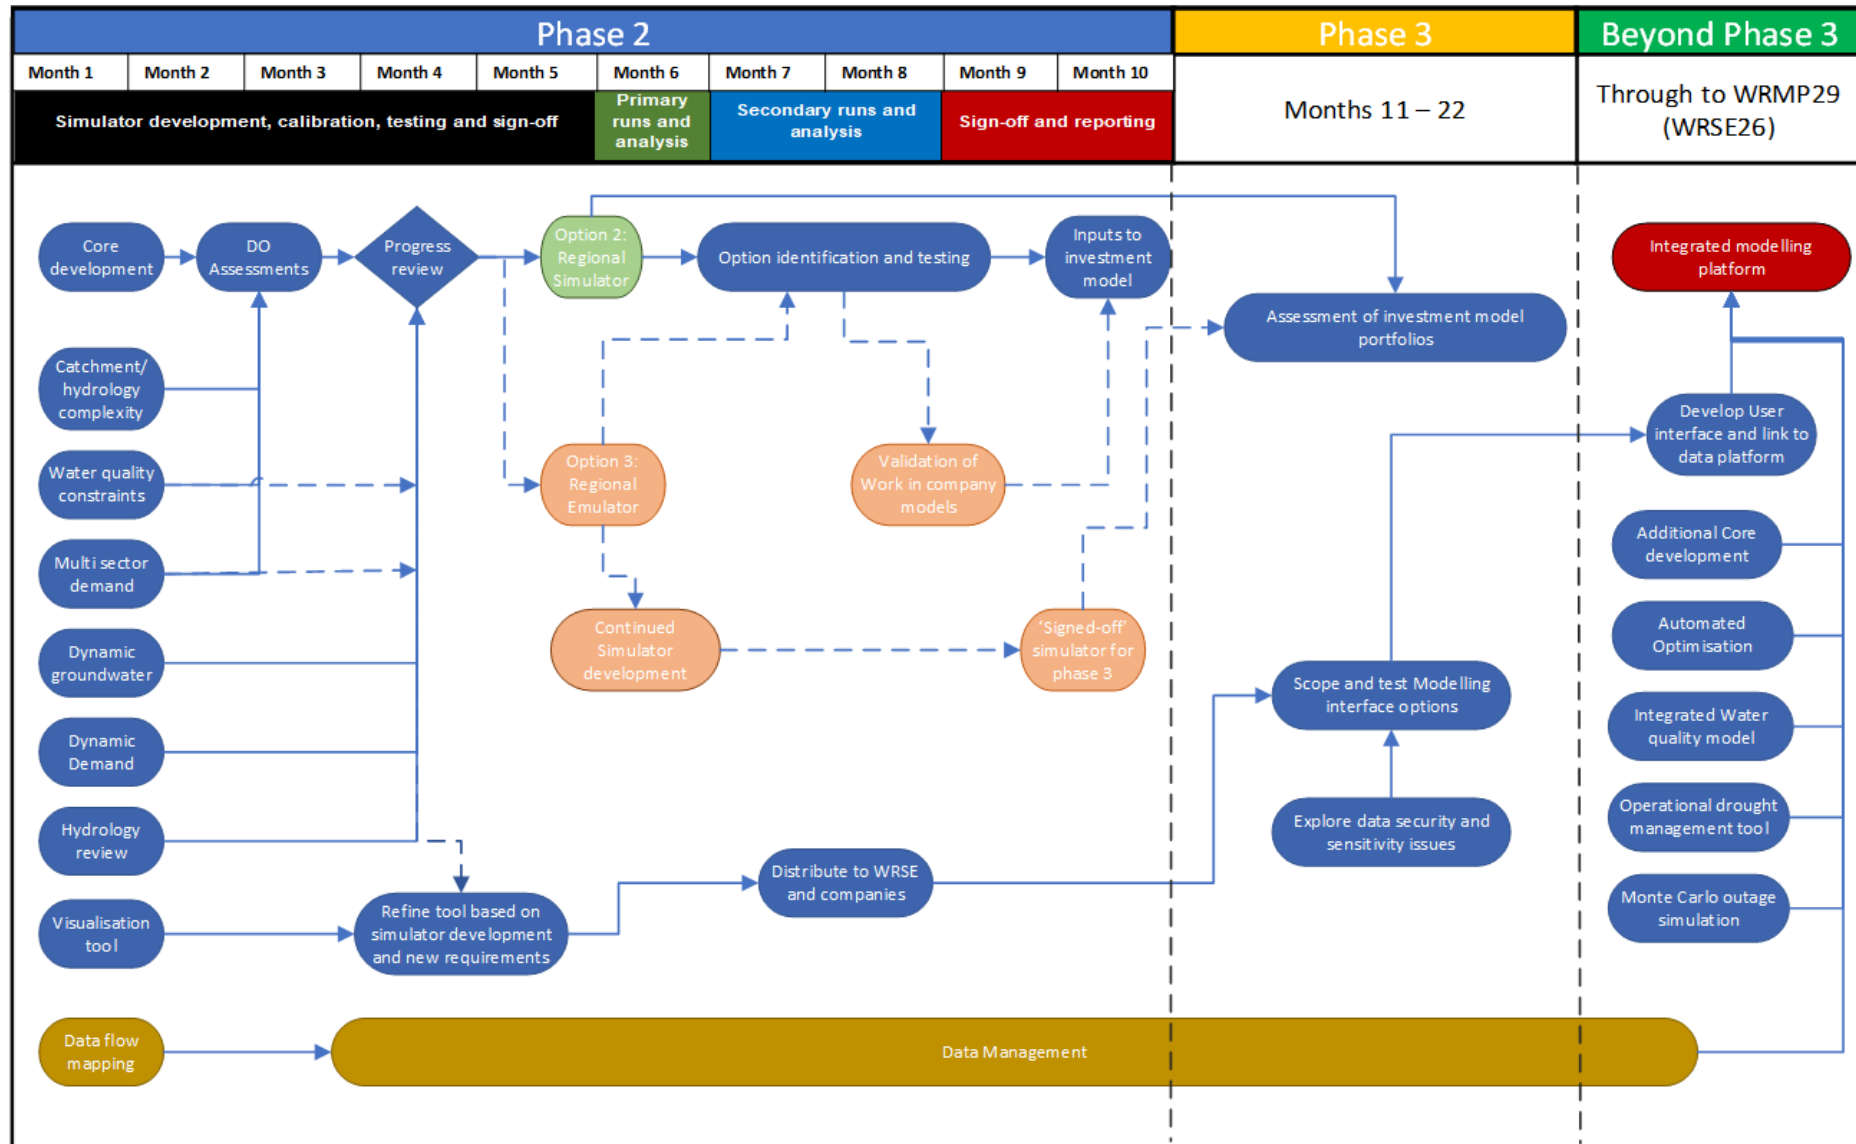 Phase 2
Phase 3
Beyond Phase 3
Month 1
Month 2
Month 3
Month 4
Month 5
Month 6
Month 7
Month 8
Month 9
Month 10
Simulator development, calibration, testing and sign-off
Primary
runs and
analysis
Secondary runs and
analysis
Sign-off and reporting
Months 11 – 22
Through to WRMP29
(WRSE26)
Core
development
DO
Assessments
Progress
review
Option 2:
Regional
Simulator
Option identification and testing
Inputs to
investment
model
Integrated modelling
platform
Assessment of investment model
portfolios
Catchment/
hydrology
complexity
Develop User
interface and link to
data platform
Water quality
constraints
Option 3:
Regional
Emulator
Validation of
Work in company
models
Additional Core
development
Multi sector
demand
Continued
Simulator
development
'Signed-off'
simulator for
phase 3
Automated
Optimisation
Dynamic
groundwater
Scope and test Modelling
interface options
Integrated Water
quality model
Dynamic
Demand
Explore data security and
sensitivity issues
Operational drought
management tool
Hydrology
review
Distribute to WRSE
and companies
Monte Carlo outage
simulation
Visualisation
tool
Refine tool based on
simulator development
and new requirements
Data flow
mapping
Data Management